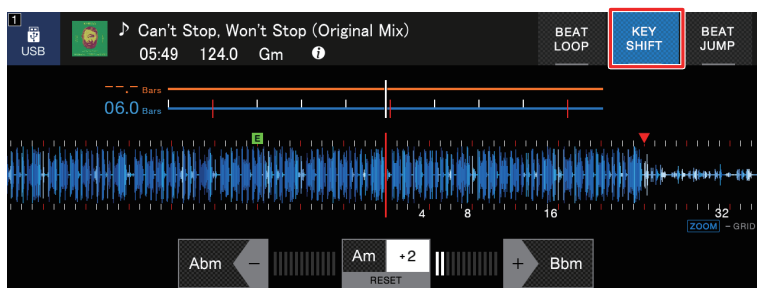 1
USB
♪ Can't Stop, Won't Stop (Original Mix)
05:49 124.0 Gm i
BEAT LOOP
KEY SHIFT
BEAT JUMP
--.- Bars
06.0 Bars
E
4 8 16 32
ZOOM – GRID
Abm – Am +2 + Bbm
RESET